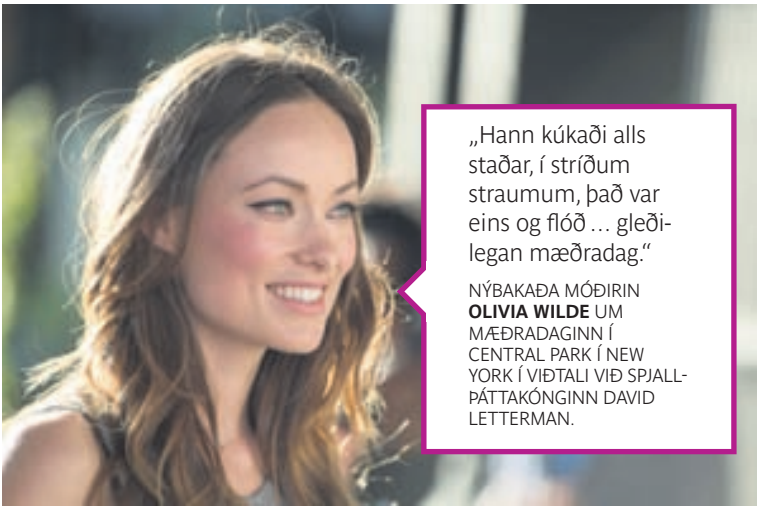 „Hann kúkaði alls
staðar, í stríðum
straumum, það var
eins og flóð ... gleði-
legan mæðradag.“
NÝBAKAÐA MÓÐIRIN
OLIVIA WILDE UM
MÆÐRADAGINN Í
CENTRAL PARK Í NEW
YORK Í VIÐTALI VIÐ SPJALL-
ÞÁTTAKÓNGINN DAVID
LETTERMAN.